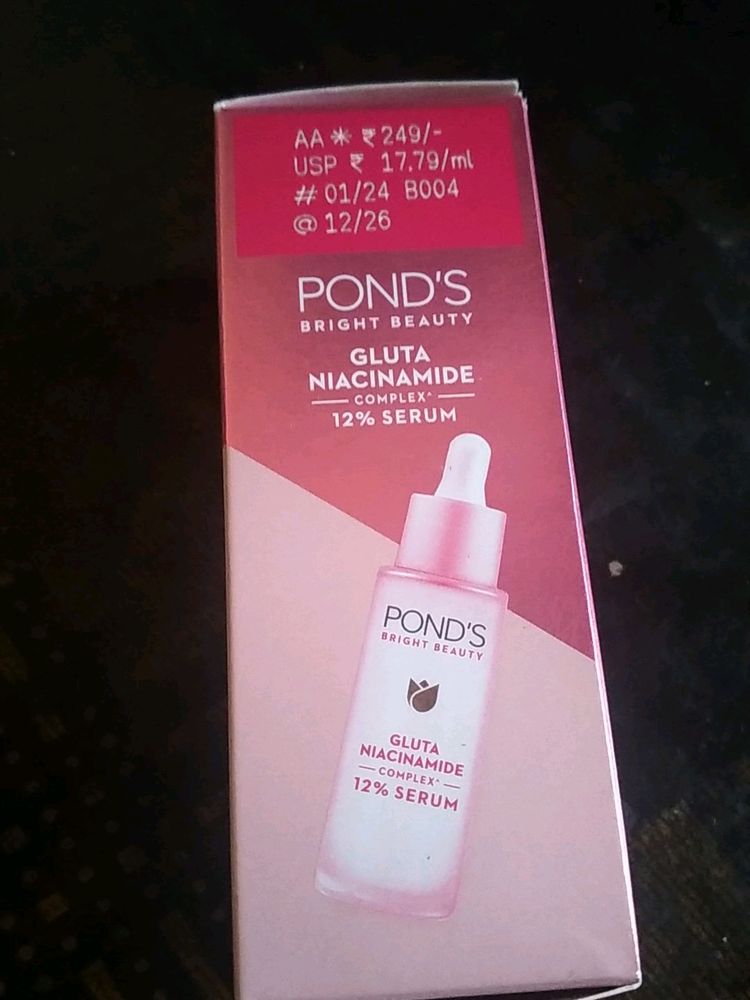 AA * ₹ 249/-
USP ₹ 17.79/ml
# 01/24 B004
@ 12/26
POND'S
BRIGHT BEAUTY
GLUTA
NIACINAMIDE
COMPLEX^
12% SERUM
POND'S
BRIGHT BEAUTY
GLUTA
NIACINAMIDE
COMPLEX^
12% SERUM